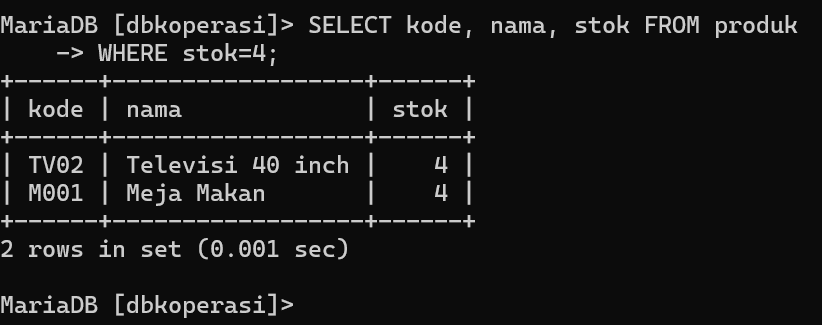 MariaDB [dbkoperasi]> SELECT kode, nama, stok FROM produk
    -> WHERE stok=4;
+------+------------------+------+
| kode | nama             | stok |
+------+------------------+------+
| TV02 | Televisi 40 inch |    4 |
| M001 | Meja Makan       |    4 |
+------+------------------+------+
2 rows in set (0.001 sec)
MariaDB [dbkoperasi]>